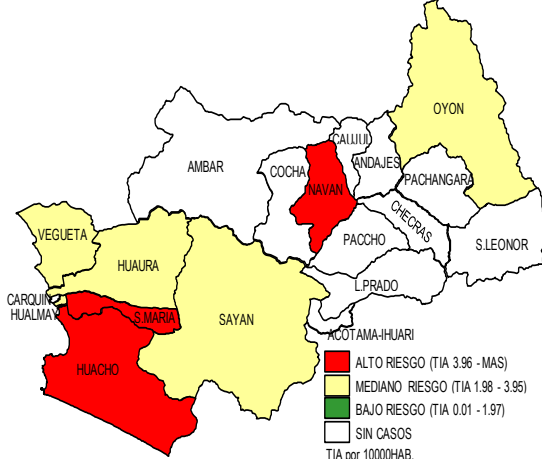 OYON
CAUJUL
AMBAR
COCHA
ANDAJES
NAVAN
PACHANGARA
CHECRAS
VEGUETA
PACCHO
S.LEONOR
HUAURA
L.PRADO
CARQUIN
HUALMAY
S.MARIA
SAYAN
ACOTAMA-IHUARI
HUACHO
ALTO RIESGO (TIA 3.96 - MAS)
MEDIANO RIESGO (TIA 1.98 - 3.95)
BAJO RIESGO (TIA 0.01 - 1.97)
SIN CASOS
TIA por 10000HAB.